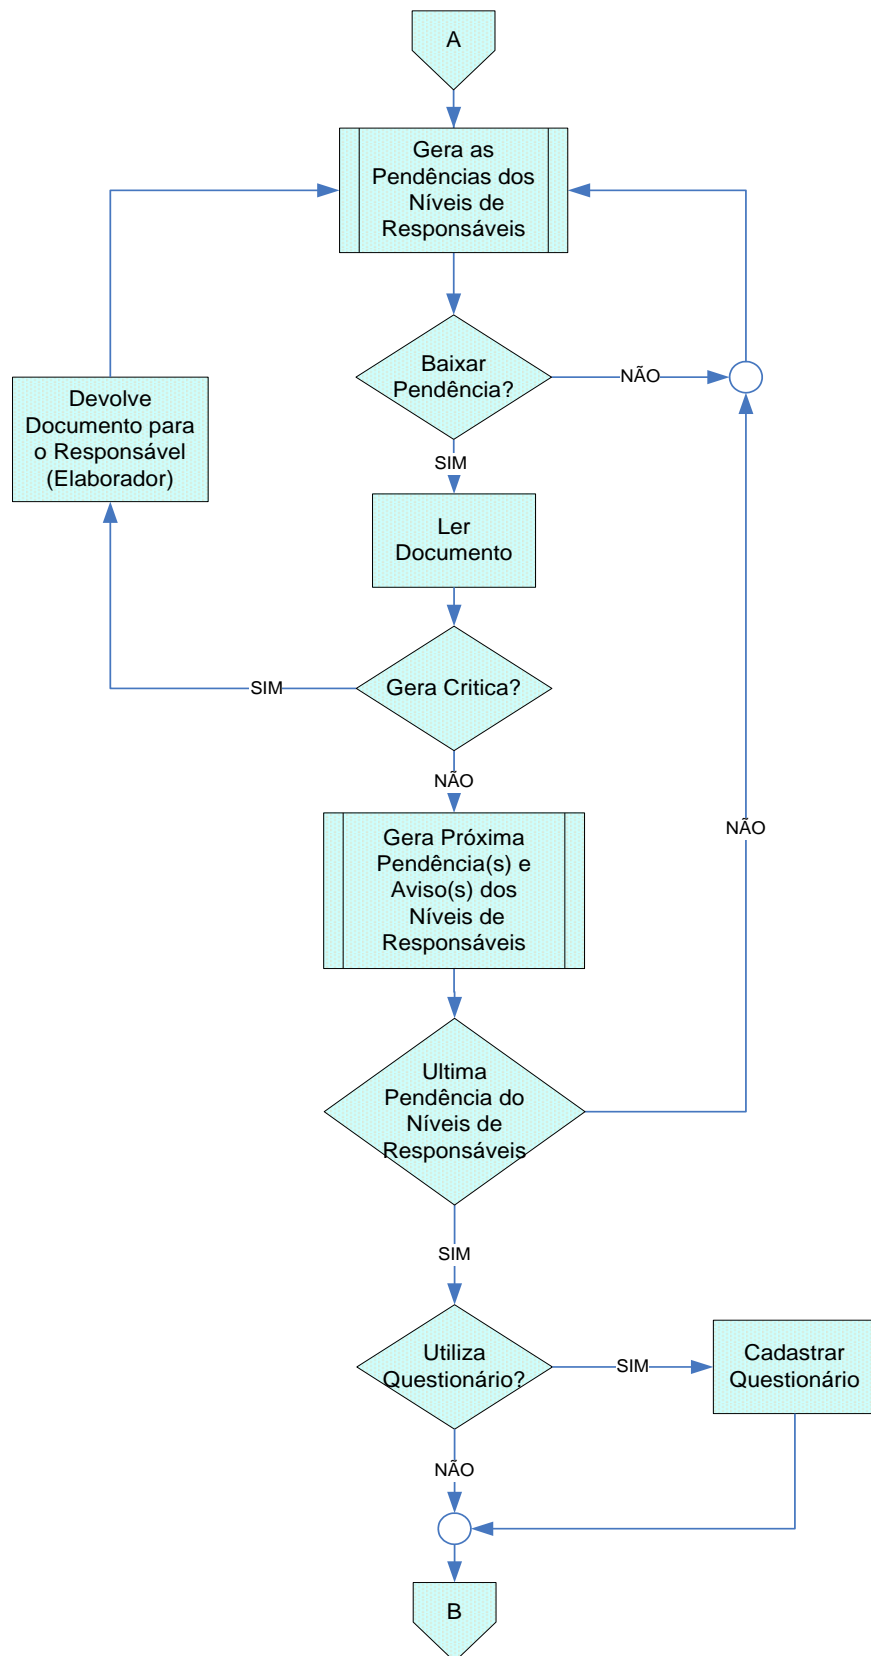 A
Gera as
Pendências dos
Níveis de
Responsáveis
Baixar
Pendência?
NÃO
Devolve
Documento para
o Responsável
(Elaborador)
SIM
Ler
Documento
Gera Critica?
SIM
NÃO
Gera Próxima
Pendência(s) e
Aviso(s) dos
Níveis de
Responsáveis
NÃO
Ultima
Pendência do
Níveis de
Responsáveis
SIM
Utiliza
Questionário?
SIM
Cadastrar
Questionário
NÃO
B